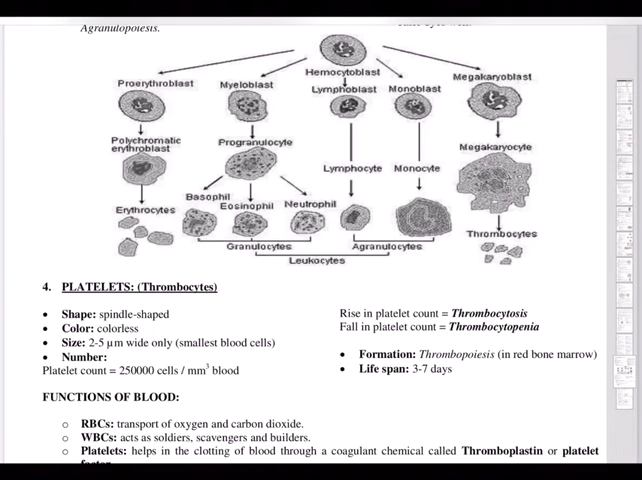 Agranulopoiesis.
Hemocytoblast
Proerythroblast Myeloblast Lymphoblast Monoblast Megakaryoblast
Polychromatic erythroblast Progranulocyte Megakaryocyte
Lymphocyte Monocyte
Basophil Eosinophil Neutrophil
Erythrocytes
Granulocytes Agranulocytes Thrombocytes
Leukocytes
4. PLATELETS: (Thrombocytes)
• Shape: spindle-shaped
• Color: colorless
• Size: 2-5 µm wide only (smallest blood cells)
• Number:
Platelet count = 250000 cells / mm³ blood
Rise in platelet count = Thrombocytosis
Fall in platelet count = Thrombocytopenia
• Formation: Thrombopoiesis (in red bone marrow)
• Life span: 3-7 days
FUNCTIONS OF BLOOD:
o RBCs: transport of oxygen and carbon dioxide.
o WBCs: acts as soldiers, scavengers and builders.
o Platelets: helps in the clotting of blood through a coagulant chemical called Thromboplastin or platelet